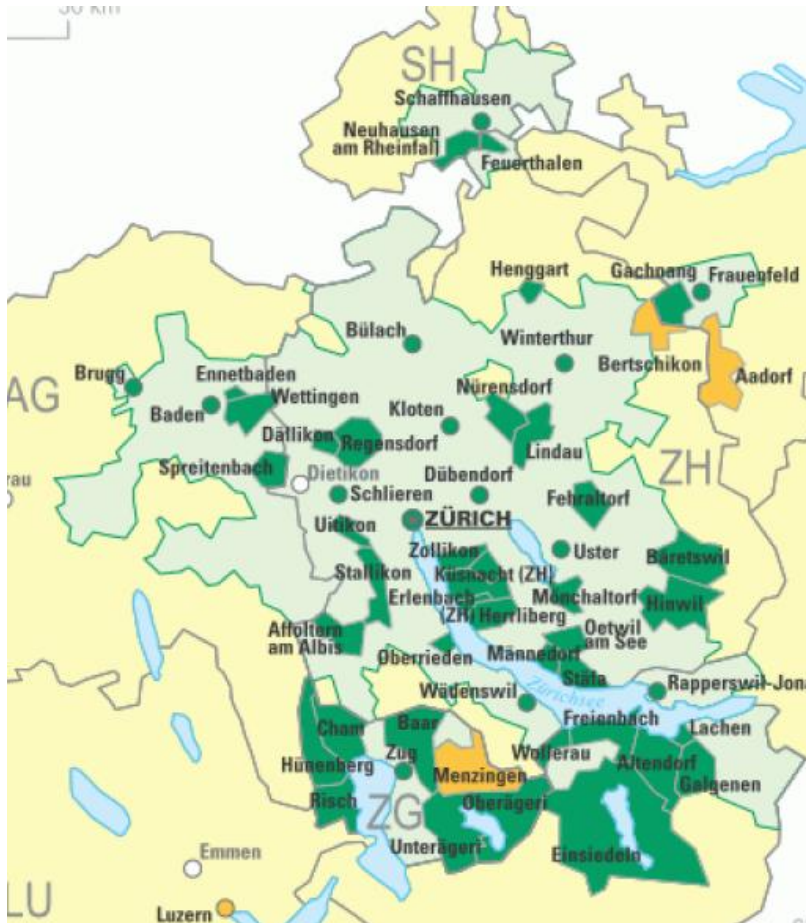 SH
Schaffhausen
Neuhausen
am Rheinfall
Feuerthalen
Henggart
Gachnang
Frauenfeld
Bülach
Winterthur
Bertschikon
Aadorf
Brugg
Ennetbaden
Wettingen
Nürensdorf
AG
Baden
Kloten
Dällikon
Regensdorf
Lindau
Spreitenbach
Dietikon
Dübendorf
ZH
Schlieren
Fehraltorf
ZÜRICH
Uitikon
Zollikon
Uster
Bäretswil
Stallikon
Küsnacht (ZH)
Erlenbach
(ZH)
Herrliberg
Mönchaltorf
Hinwil
Affoltern
am Albis
Oetwil
am See
Oberrieden
Männedorf
Stäfa
Zürichsee
Rapperswil-Jona
Wädenswil
Cham
Baar
Freienbach
Lachen
Hünenberg
Zug
Wollerau
Altendorf
Menzingen
Galgenen
Risch
Oberägeri
ZG
Unterägeri
Einsiedeln
Emmen
LU
Luzern